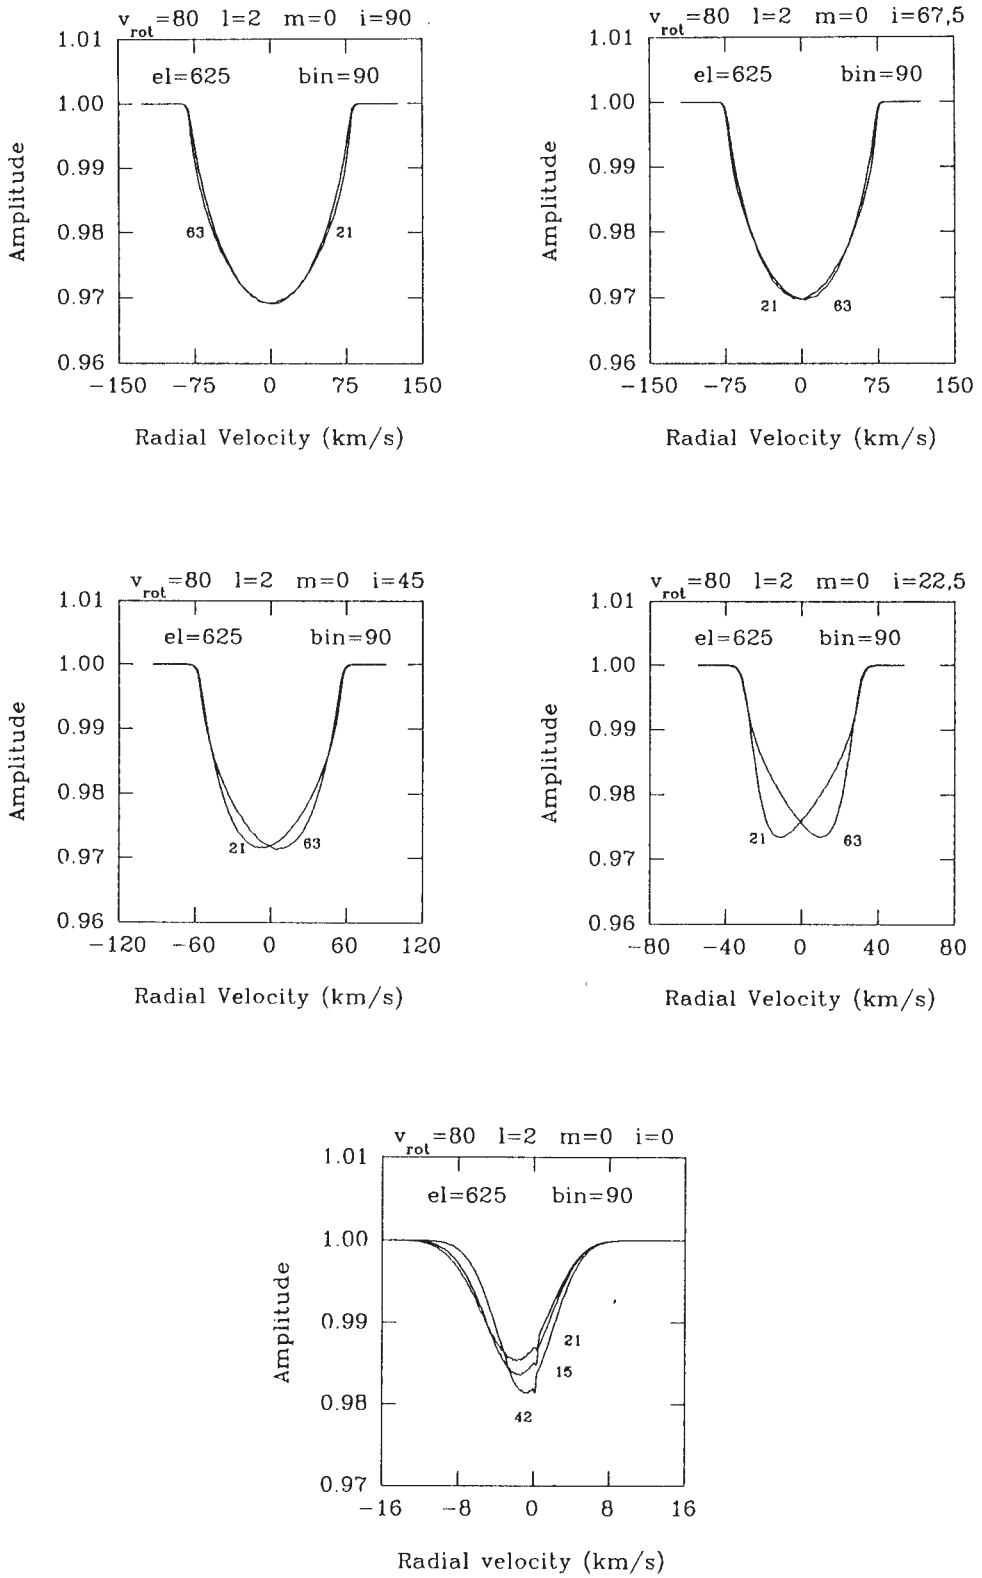 v_rot=80 l=2 m=0 i=90
1.01
el=625 bin=90
1.00
0.99
0.98
0.97
0.96
63
21
−150 −75 0 75 150
Amplitude
Radial Velocity (km/s)
v_rot=80 l=2 m=0 i=67,5
1.01
el=625 bin=90
1.00
0.99
0.98
0.97
0.96
21
63
−150 −75 0 75 150
Amplitude
Radial Velocity (km/s)
v_rot=80 l=2 m=0 i=45
1.01
el=625 bin=90
1.00
0.99
0.98
0.97
0.96
21
63
−120 −60 0 60 120
Amplitude
Radial Velocity (km/s)
v_rot=80 l=2 m=0 i=22,5
1.01
el=625 bin=90
1.00
0.99
0.98
0.97
0.96
21
63
−80 −40 0 40 80
Amplitude
Radial Velocity (km/s)
v_rot=80 l=2 m=0 i=0
1.01
el=625 bin=90
1.00
0.99
0.98
0.97
21
15
42
−16 −8 0 8 16
Amplitude
Radial velocity (km/s)